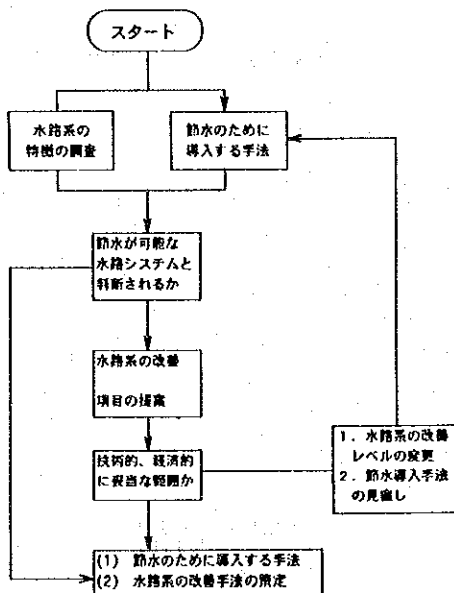 スタート
水路系の
特徴の調査
節水のために
導入する手法
節水が可能な
水路システムと
判断されるか
水路系の改善
項目の提案
技術的、経済的
に妥当な範囲か
1．水路系の改善
レベルの変更
2．節水導入手法
の見直し
(1) 節水のために導入する手法
(2) 水路系の改善手法の策定